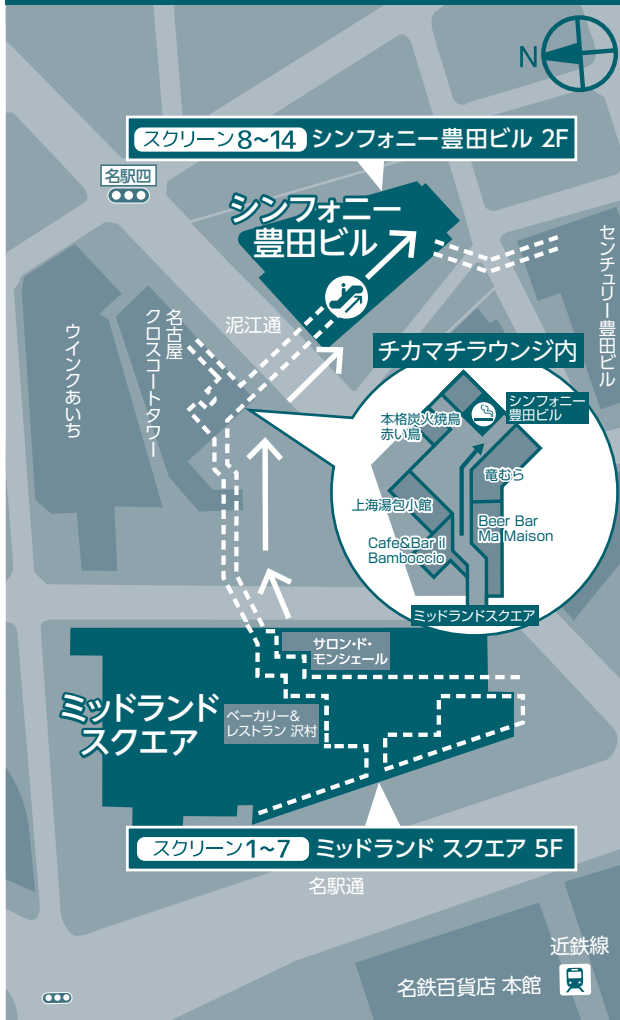 N
スクリーン8~14 シンフォニー豊田ビル 2F
名駅四
シンフォニー
豊田ビル
センチュリー豊田ビル
泥江通
名古屋
クロスコートタワー
ウインクあいち
チカマチラウンジ内
シンフォニー
豊田ビル
本格炭火焼鳥
赤い鳥
竜むら
上海湯包小館
Beer Bar
Ma Maison
Cafe&Bar il
Bamboccio
ミッドランドスクエア
サロン・ド・
モンシェール
ミッドランド
スクエア
ベーカリー&
レストラン 沢村
スクリーン1~7 ミッドランド スクエア 5F
名駅通
近鉄線
名鉄百貨店 本館